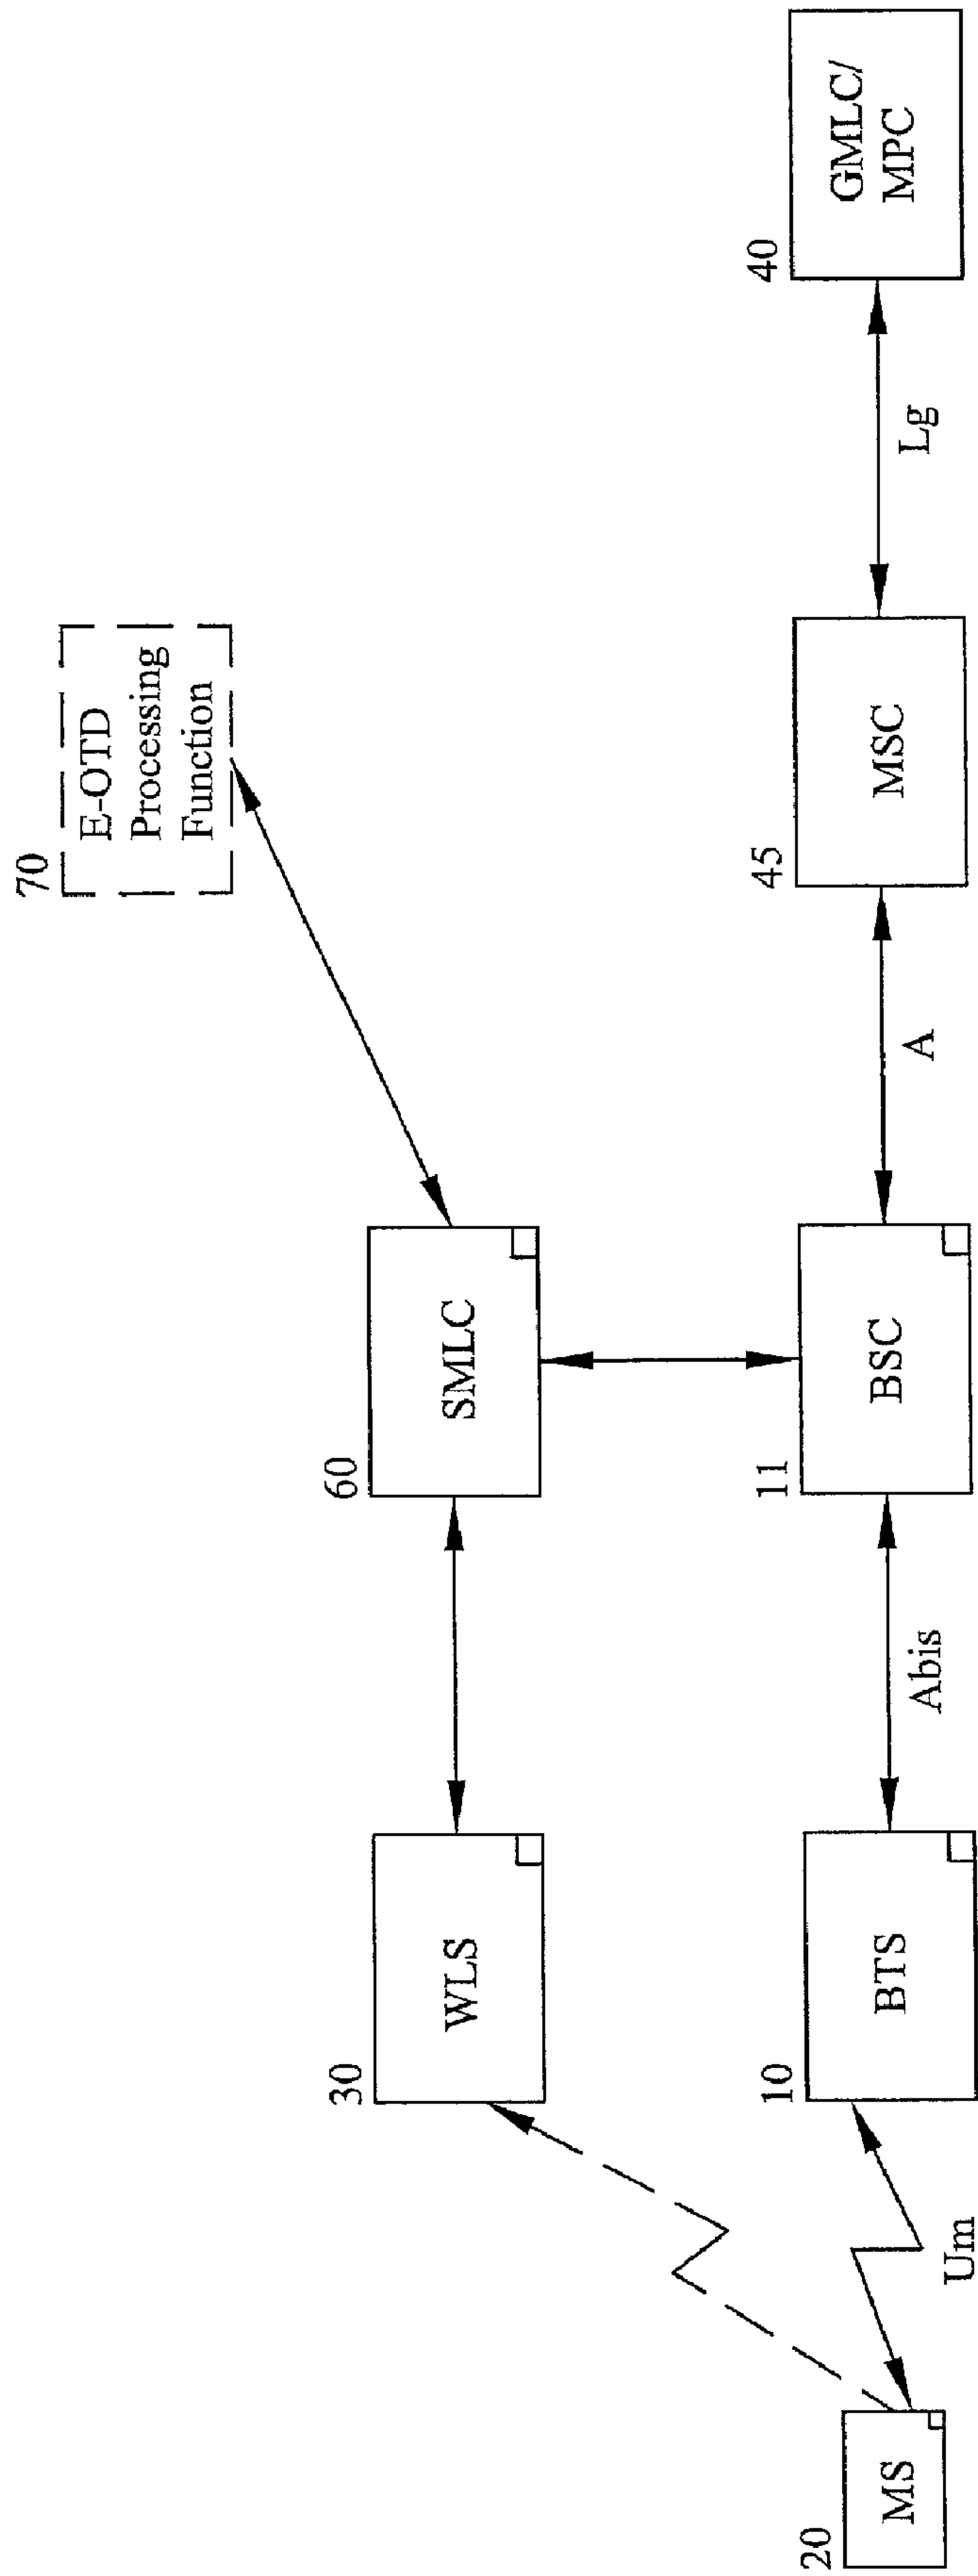 70
E-OTD
Processing
Function
30
WLS
60
SMLC
20
MS
Um
10
BTS
Abis
11
BSC
A
45
MSC
Lg
40
GMLC/
MPC